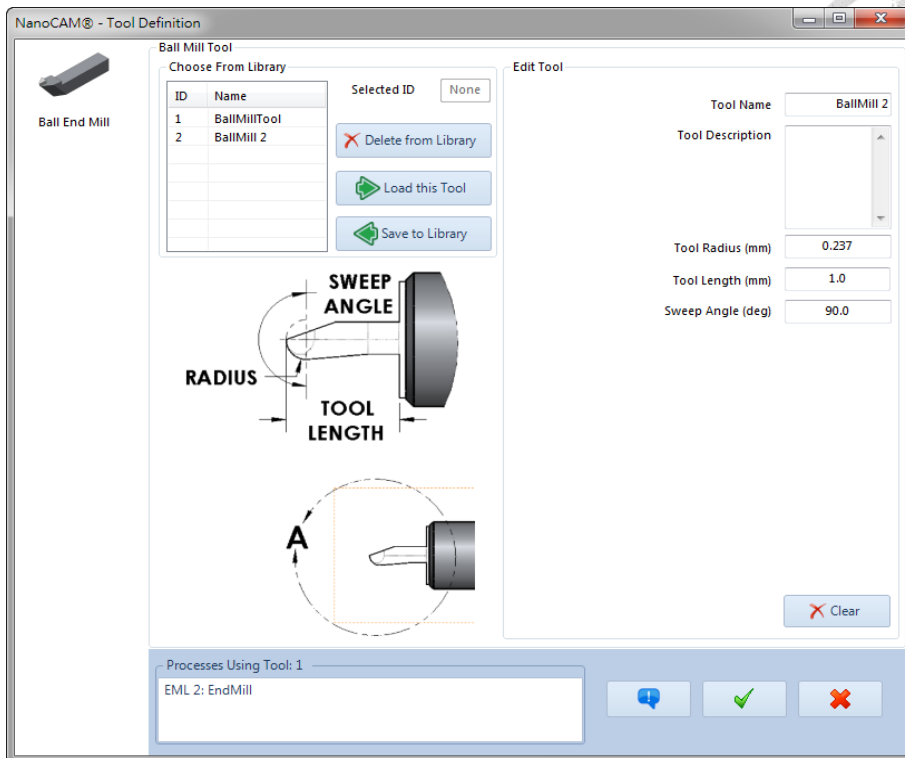 NanoCAM® - Tool Definition
Ball End Mill
Ball Mill Tool
Choose From Library
ID Name
1 BallMillTool
2 BallMill 2
Selected ID None
Delete from Library
Load this Tool
Save to Library
SWEEP
ANGLE
RADIUS
TOOL
LENGTH
A
Edit Tool
Tool Name BallMill 2
Tool Description
Tool Radius (mm) 0.237
Tool Length (mm) 1.0
Sweep Angle (deg) 90.0
Clear
Processes Using Tool: 1
EML 2: EndMill